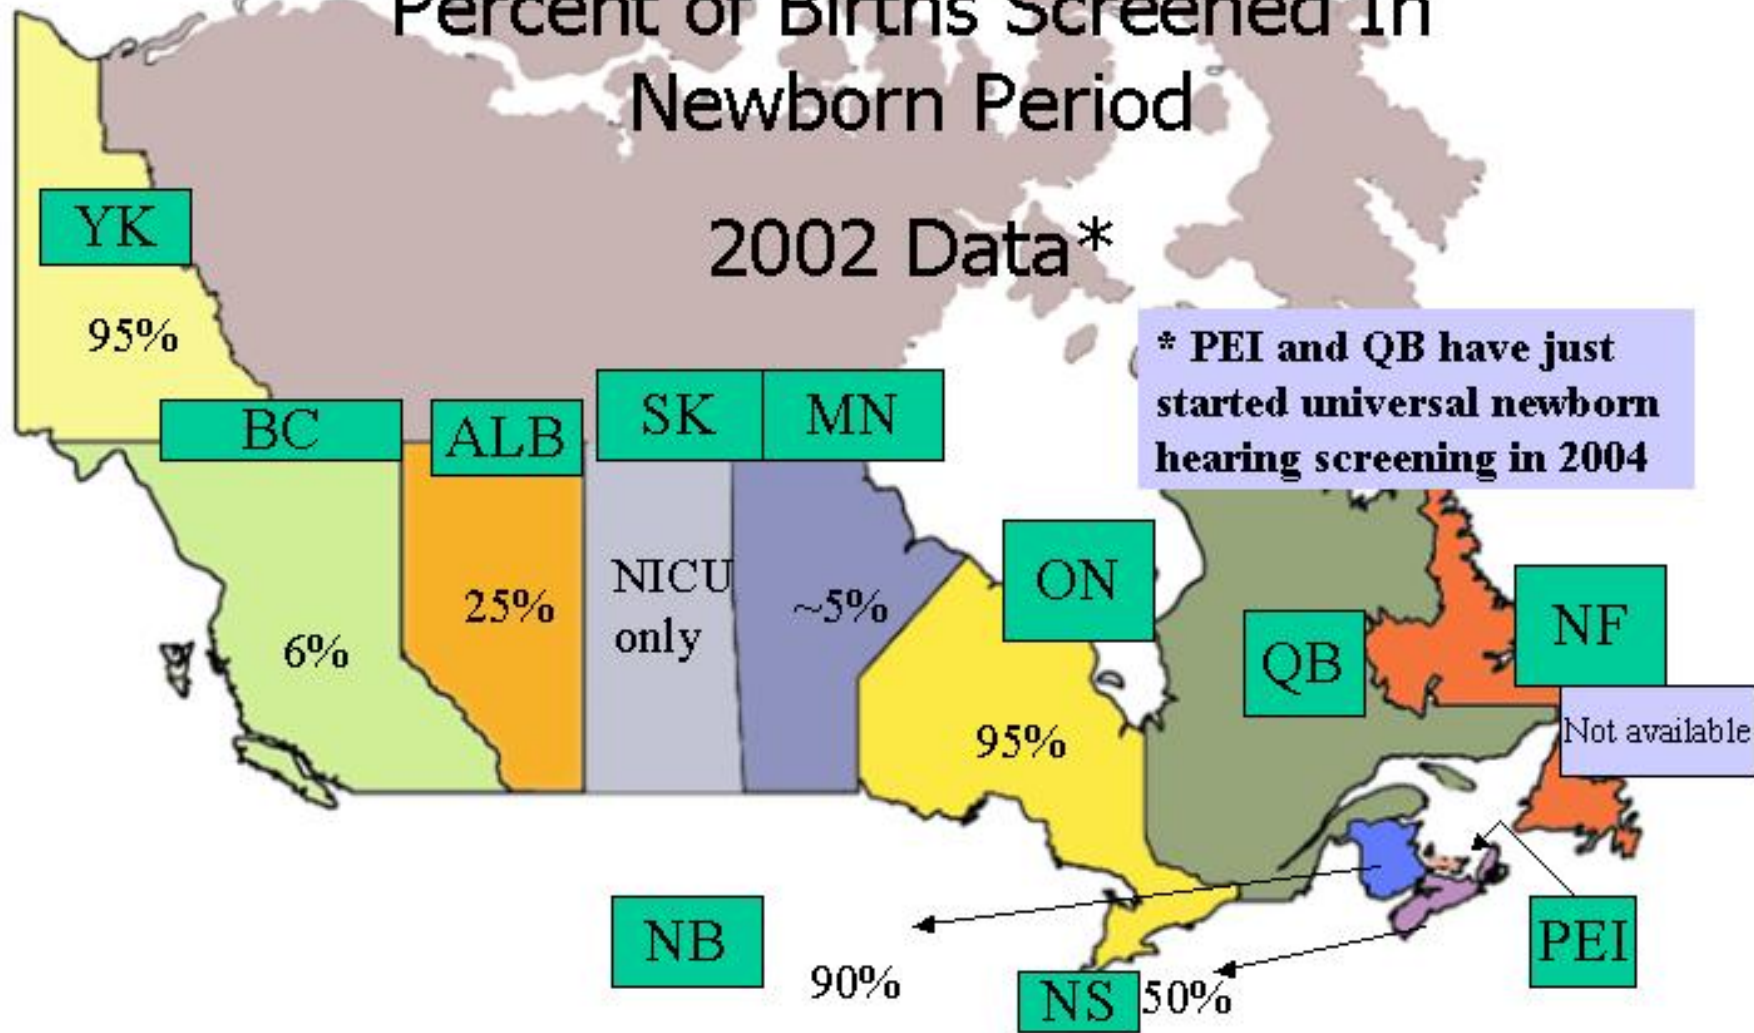 Percent of Births Screened In
Newborn Period
2002 Data*
YK
95%
* PEI and QB have just
started universal newborn
hearing screening in 2004
BC
ALB
SK
MN
6%
25%
NICU
only
~5%
ON
95%
QB
NF
Not available
NB
90%
NS
50%
PEI